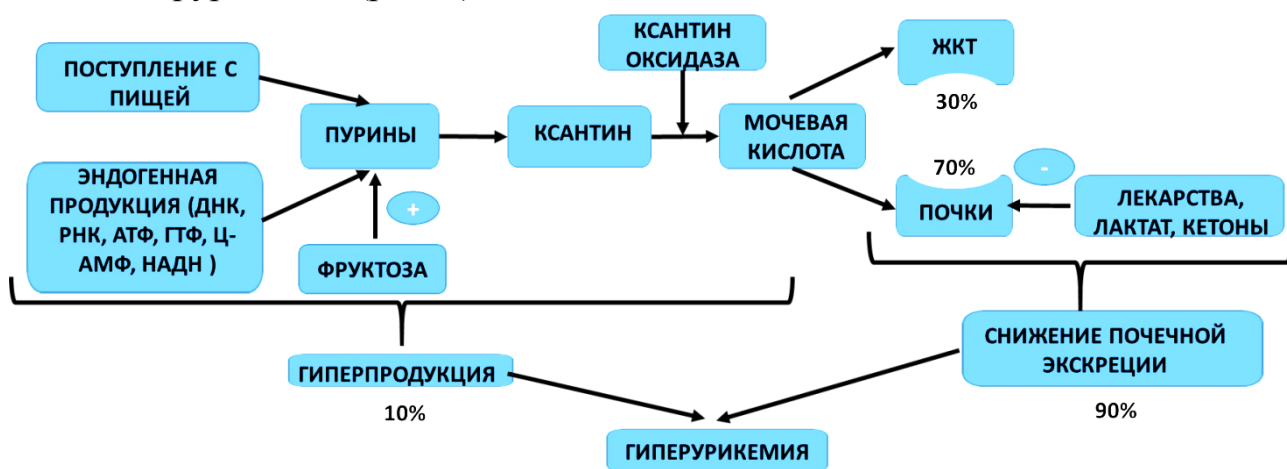 ПОСТУПЛЕНИЕ С
ПИЩЕЙ
КСАНТИН
ОКСИДАЗА
ЖКТ
30%
ПУРИНЫ
КСАНТИН
МОЧЕВАЯ
КИСЛОТА
ЭНДОГЕННАЯ
ПРОДУКЦИЯ (ДНК,
РНК, АТФ, ГТФ, Ц-
АМФ, НАДН )
+
ФРУКТОЗА
70%
-
ПОЧКИ
ЛЕКАРСТВА,
ЛАКТАТ, КЕТОНЫ
ГИПЕРПРОДУКЦИЯ
10%
СНИЖЕНИЕ ПОЧЕЧНОЙ
ЭКСКРЕЦИИ
90%
ГИПЕРУРИКЕМИЯ